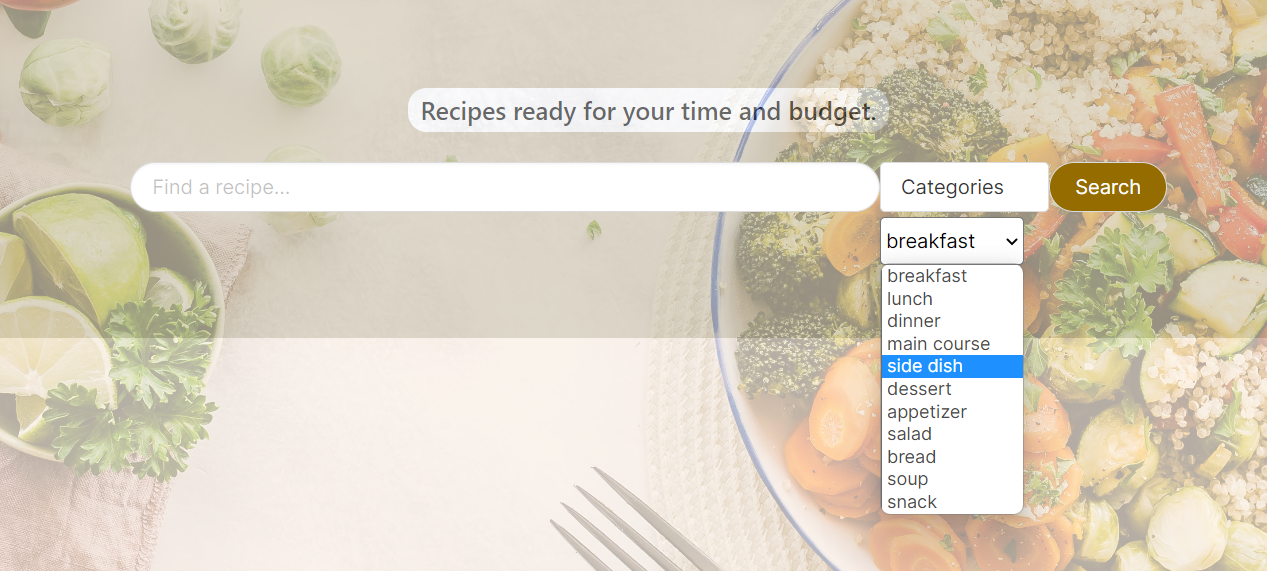 Recipes ready for your time and budget.
Find a recipe...
Categories
Search
breakfast
breakfast
lunch
dinner
main course
side dish
dessert
appetizer
salad
bread
soup
snack